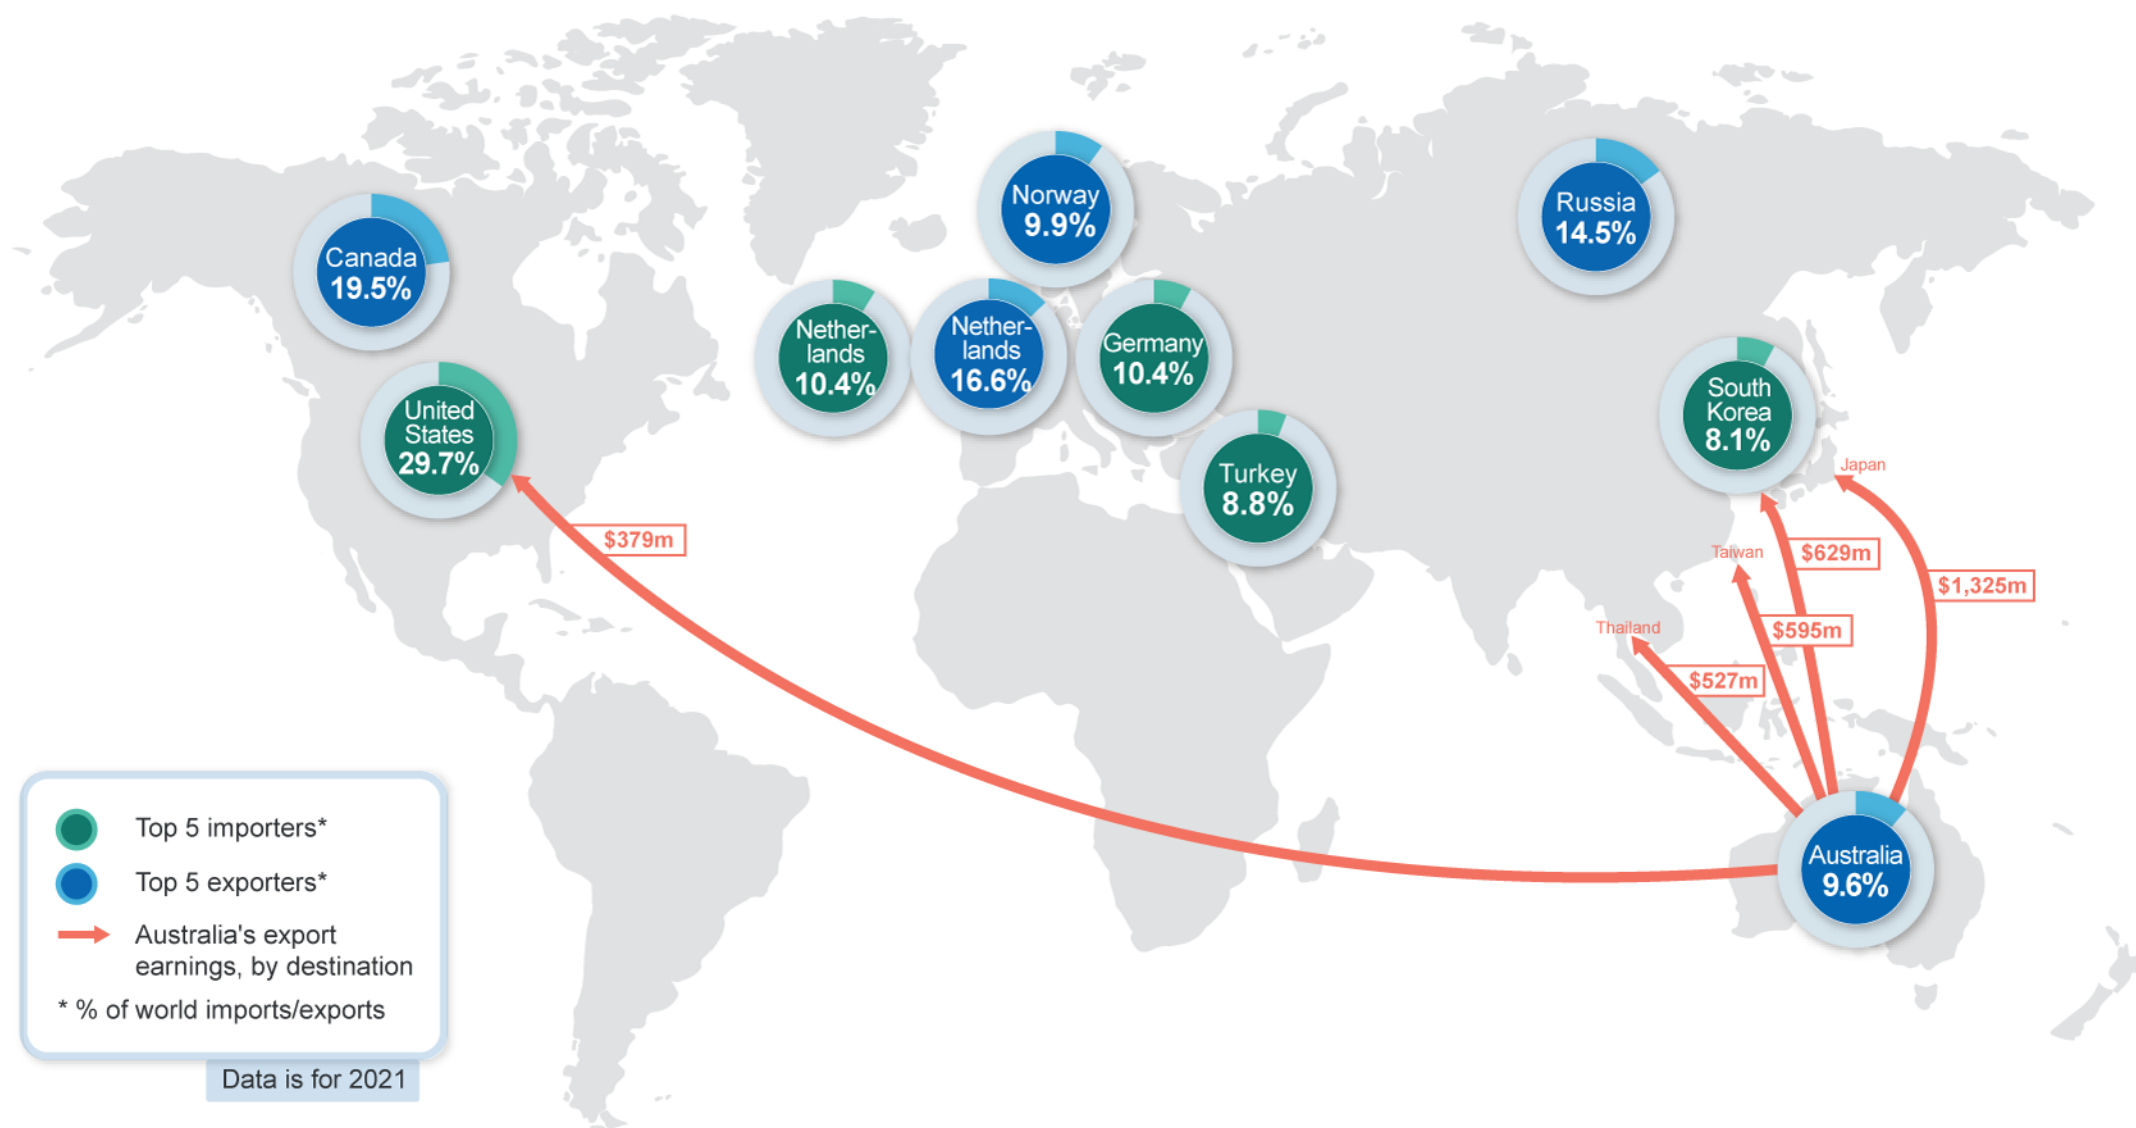 Norway
9.9%
Russia
14.5%
Canada
19.5%
Nether-
lands
10.4%
Nether-
lands
16.6%
Germany
10.4%
South
Korea
8.1%
United
States
29.7%
Turkey
8.8%
Japan
$379m
Taiwan
$629m
$1,325m
Thailand
$595m
$527m
Australia
9.6%
Top 5 importers*
Top 5 exporters*
Australia's export
earnings, by destination
* % of world imports/exports
Data is for 2021